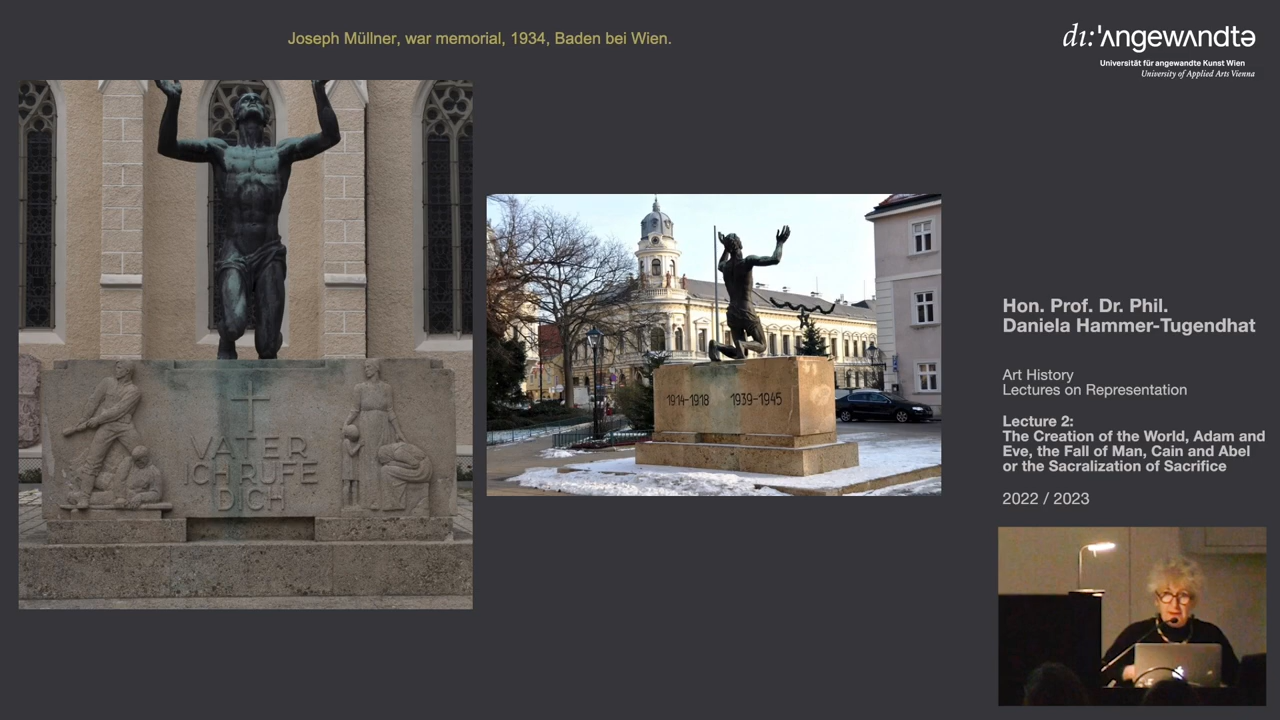 Joseph Müllner, war memorial, 1934, Baden bei Wien.
dı:'ʌngewʌndtə
Universität für angewandte Kunst Wien
University of Applied Arts Vienna
VATER
ICH RUFE
DICH
1914-1918 1939-1945
Hon. Prof. Dr. Phil.
Daniela Hammer-Tugendhat
Art History
Lectures on Representation
Lecture 2:
The Creation of the World, Adam and
Eve, the Fall of Man, Cain and Abel
or the Sacralization of Sacrifice
2022 / 2023